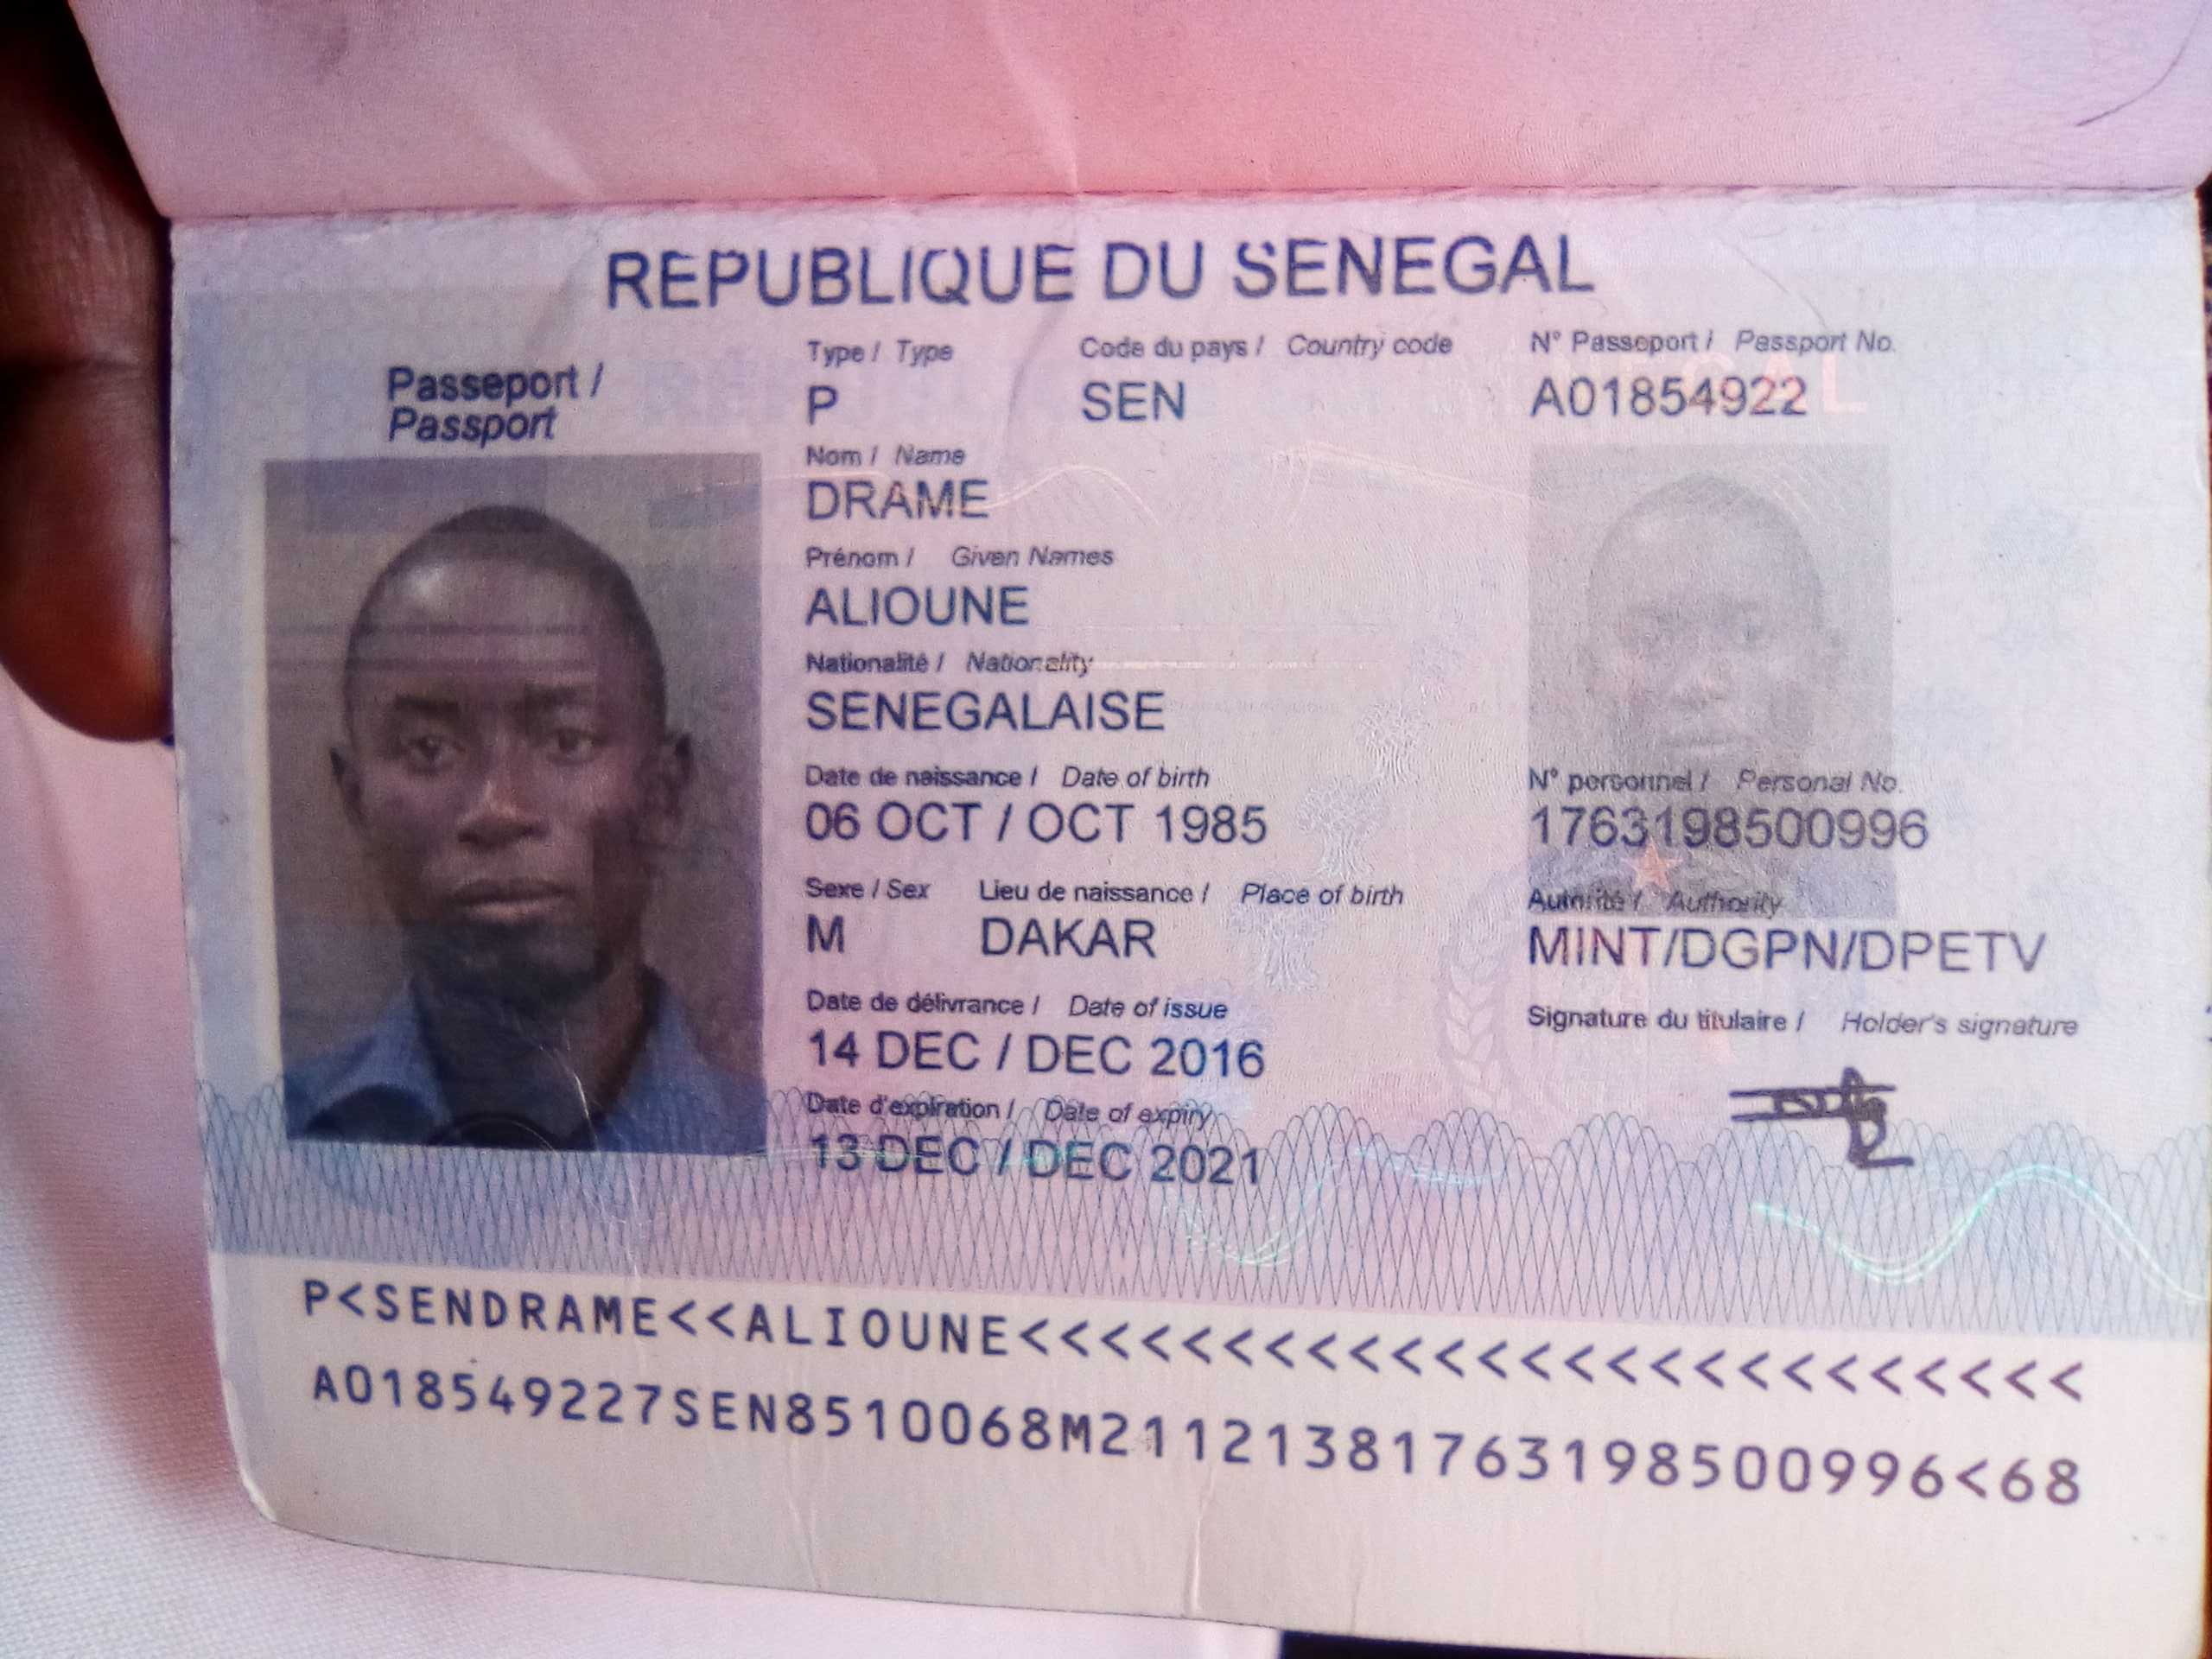 REPUBLIQUE DU SENEGAL
Passeport /
Passport
Type / Type
P
Code du pays / Country code
SEN
N° Passeport / Passport No.
A01854922
Nom / Name
DRAME
Prénom / Given Names
ALIOUNE
Nationalité / Nationality
SENEGALAISE
Date de naissance / Date of birth
06 OCT / OCT 1985
N° personnel / Personal No.
1763198500996
Sexe / Sex
M
Lieu de naissance / Place of birth
DAKAR
Autorité / Authority
MINT/DGPN/DPETV
Date de délivrance / Date of issue
14 DEC / DEC 2016
Signature du titulaire / Holder's signature
Date d'expiration / Date of expiry
13 DEC / DEC 2021
P<SENDRAME<<ALIOUNE<<<<<<<<<<<<<<<<<<<<<<<<<
A018549227SEN8510068M21121381763198500996<68